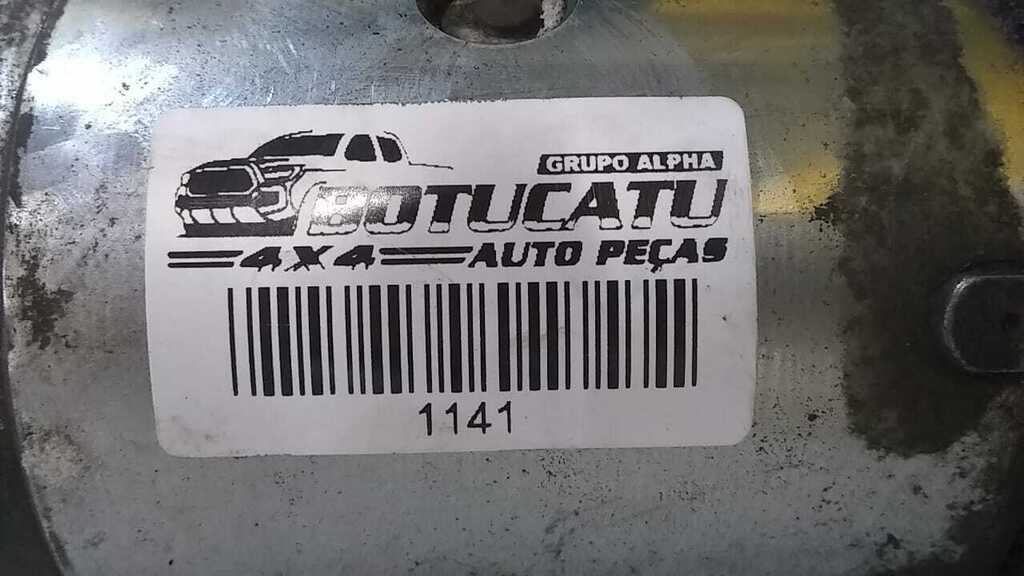 GRUPO ALPHA
BOTUCATU
4X4 AUTO PEÇAS
1141